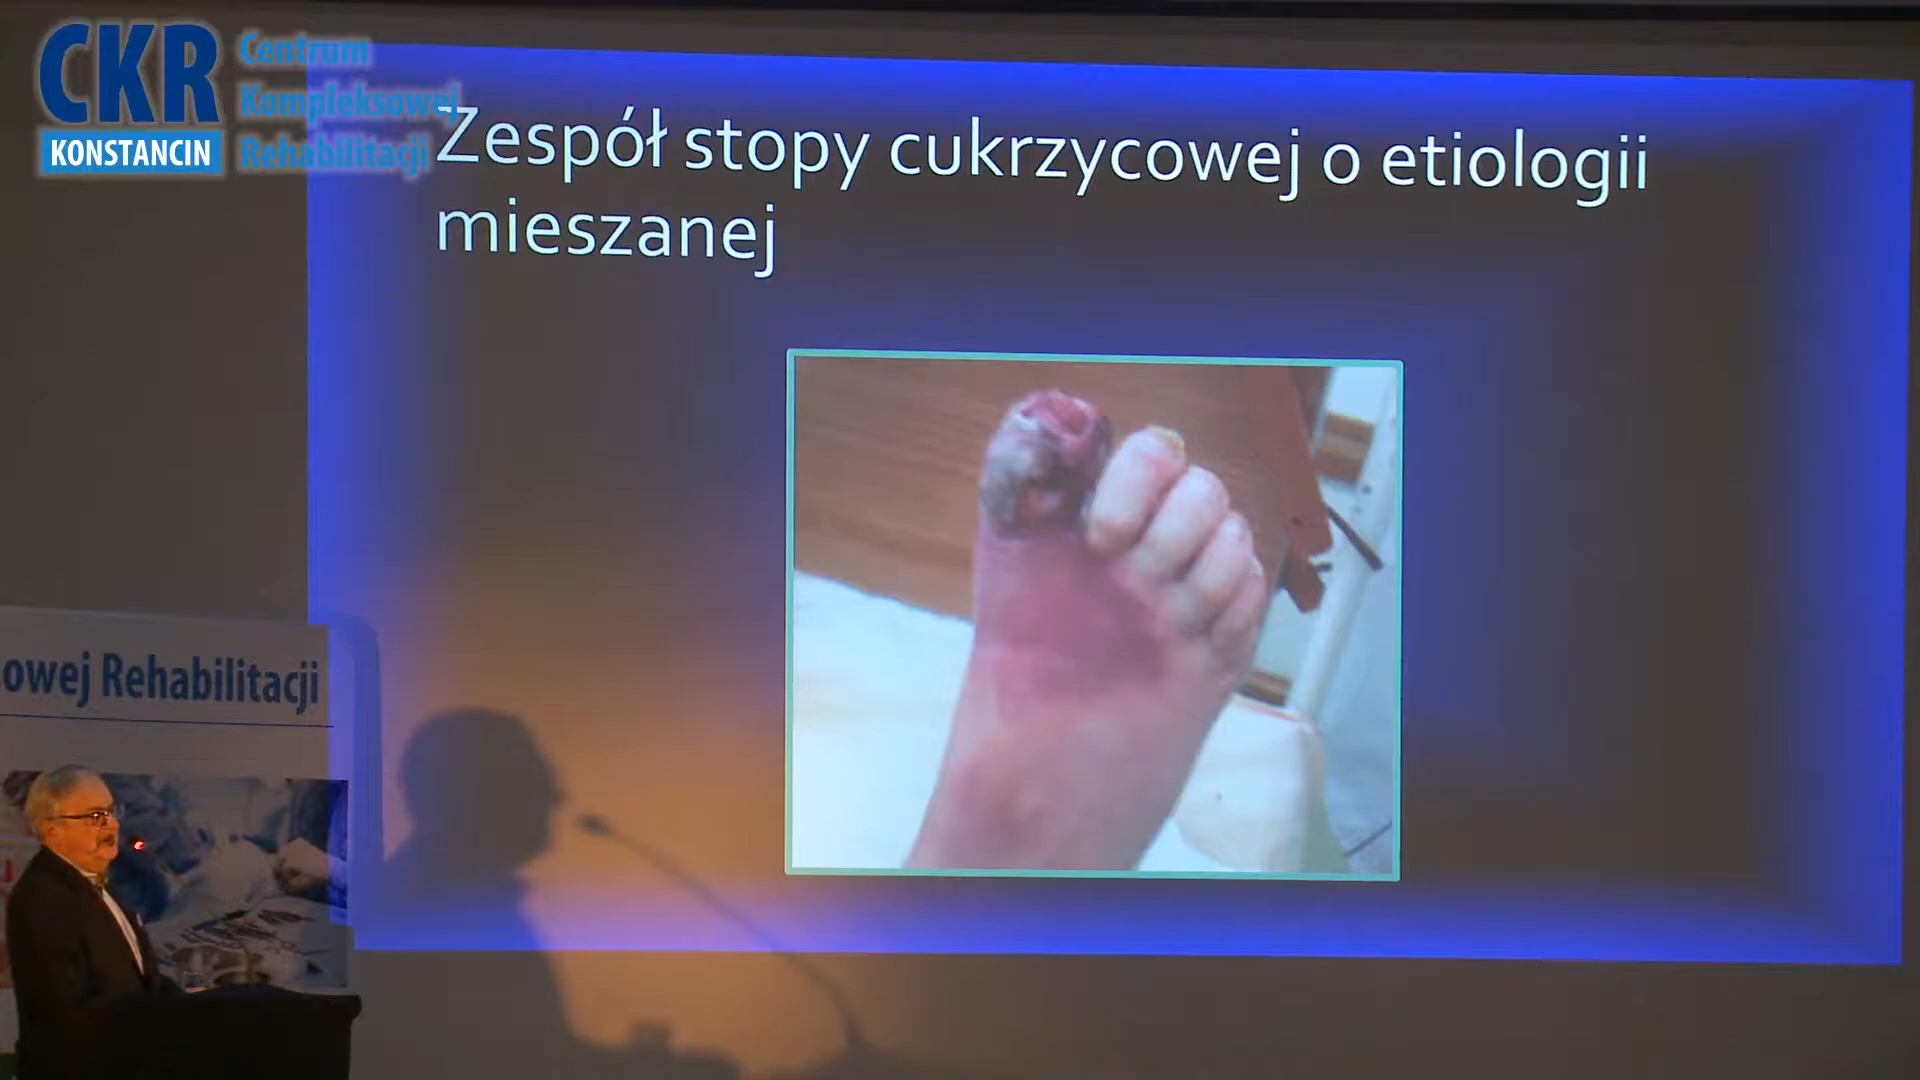 CKR
KONSTANCIN
Centrum
Kompleksowej
Rehabilitacji
Zespół stopy cukrzycowej o etiologii
mieszanej
owej Rehabilitacji